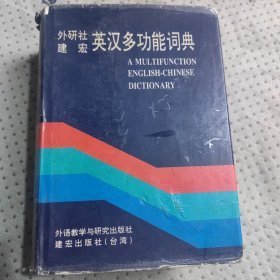 外研社
建 宏
英汉多功能词典
A MULTIFUNCTION
ENGLISH-CHINESE
DICTIONARY
外语教学与研究出版社
建宏出版社(台湾)